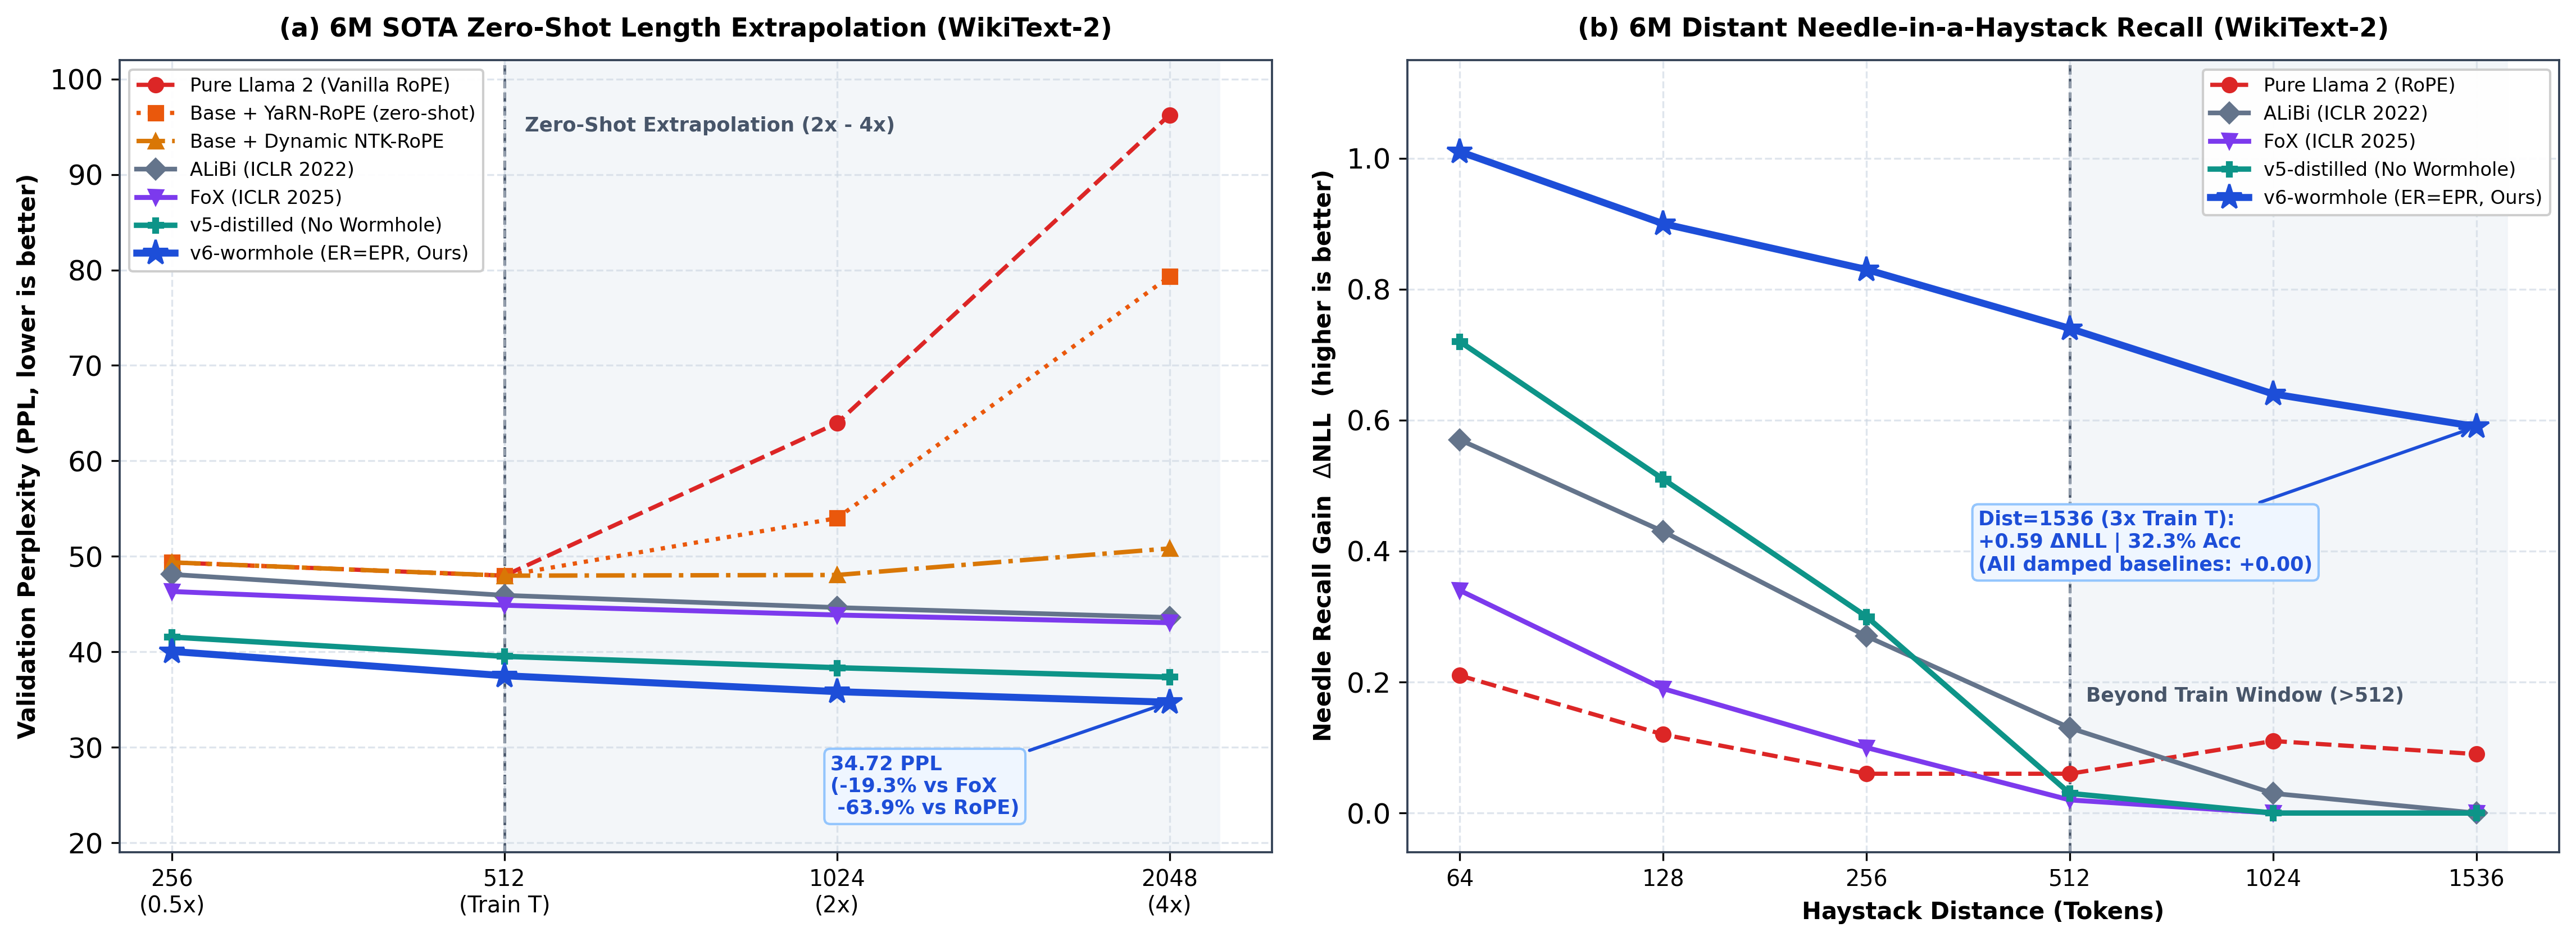 (a) 6M SOTA Zero-Shot Length Extrapolation (WikiText-2)
Validation Perplexity (PPL, lower is better)
100
90
80
70
60
50
40
30
20
Pure Llama 2 (Vanilla RoPE)
Base + YaRN-RoPE (zero-shot)
Base + Dynamic NTK-RoPE
ALiBi (ICLR 2022)
FoX (ICLR 2025)
v5-distilled (No Wormhole)
v6-wormhole (ER=EPR, Ours)
Zero-Shot Extrapolation (2x - 4x)
34.72 PPL
(-19.3% vs FoX
-63.9% vs RoPE)
256
(0.5x)
512
(Train T)
1024
(2x)
2048
(4x)
(b) 6M Distant Needle-in-a-Haystack Recall (WikiText-2)
Needle Recall Gain ΔNLL (higher is better)
1.0
0.8
0.6
0.4
0.2
0.0
Pure Llama 2 (RoPE)
ALiBi (ICLR 2022)
FoX (ICLR 2025)
v5-distilled (No Wormhole)
v6-wormhole (ER=EPR, Ours)
Dist=1536 (3x Train T):
+0.59 ΔNLL | 32.3% Acc
(All damped baselines: +0.00)
Beyond Train Window (>512)
64
128
256
512
1024
1536
Haystack Distance (Tokens)